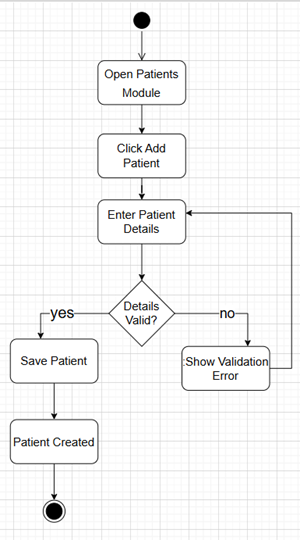 Open Patients
Module
Click Add
Patient
Enter Patient
Details
Details
Valid?
yes
no
Save Patient
:Show Validation
Error
Patient Created